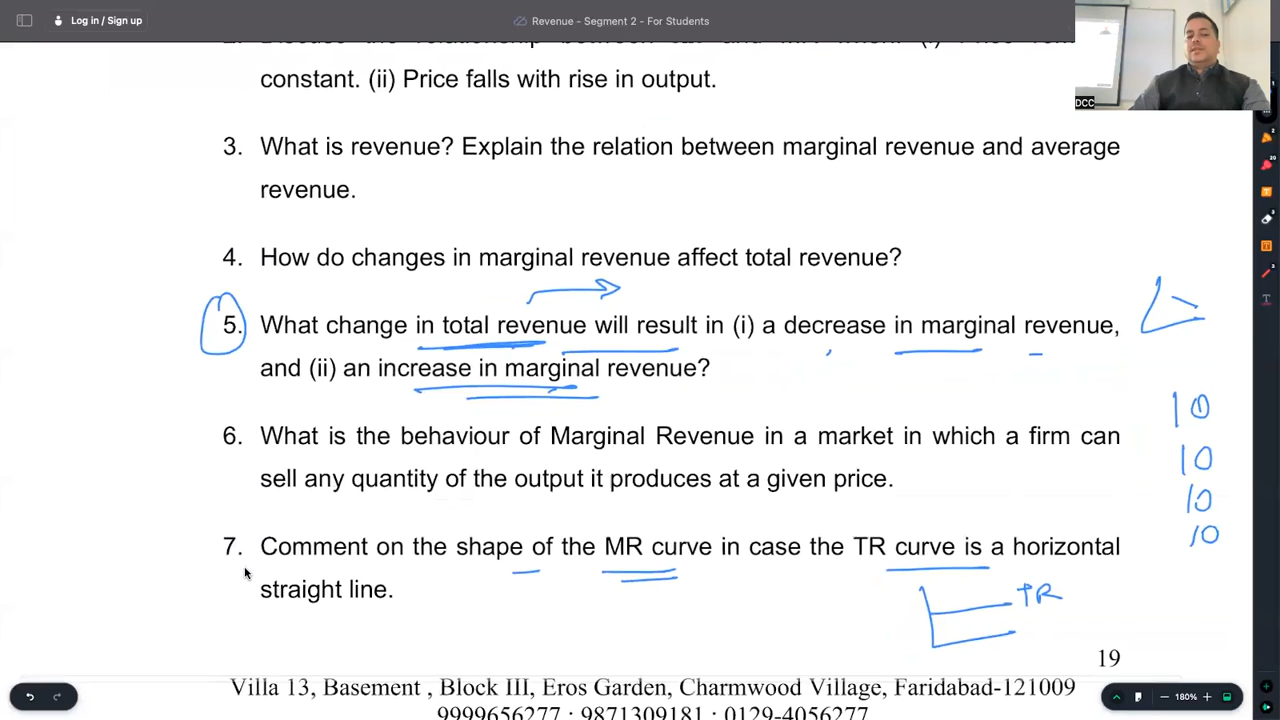 Log in / Sign up
Revenue - Segment 2 - For Students
DCC
constant. (ii) Price falls with rise in output.
3. What is revenue? Explain the relation between marginal revenue and average
revenue.
4. How do changes in marginal revenue affect total revenue?
5. What change in total revenue will result in (i) a decrease in marginal revenue,
and (ii) an increase in marginal revenue?
10
10
10
10
6. What is the behaviour of Marginal Revenue in a market in which a firm can
sell any quantity of the output it produces at a given price.
7. Comment on the shape of the MR curve in case the TR curve is a horizontal
straight line.
TR
19
Villa 13, Basement , Block III, Eros Garden, Charmwood Village, Faridabad-121009
9999656277 ; 9871309181 ; 0129-4056277
180%